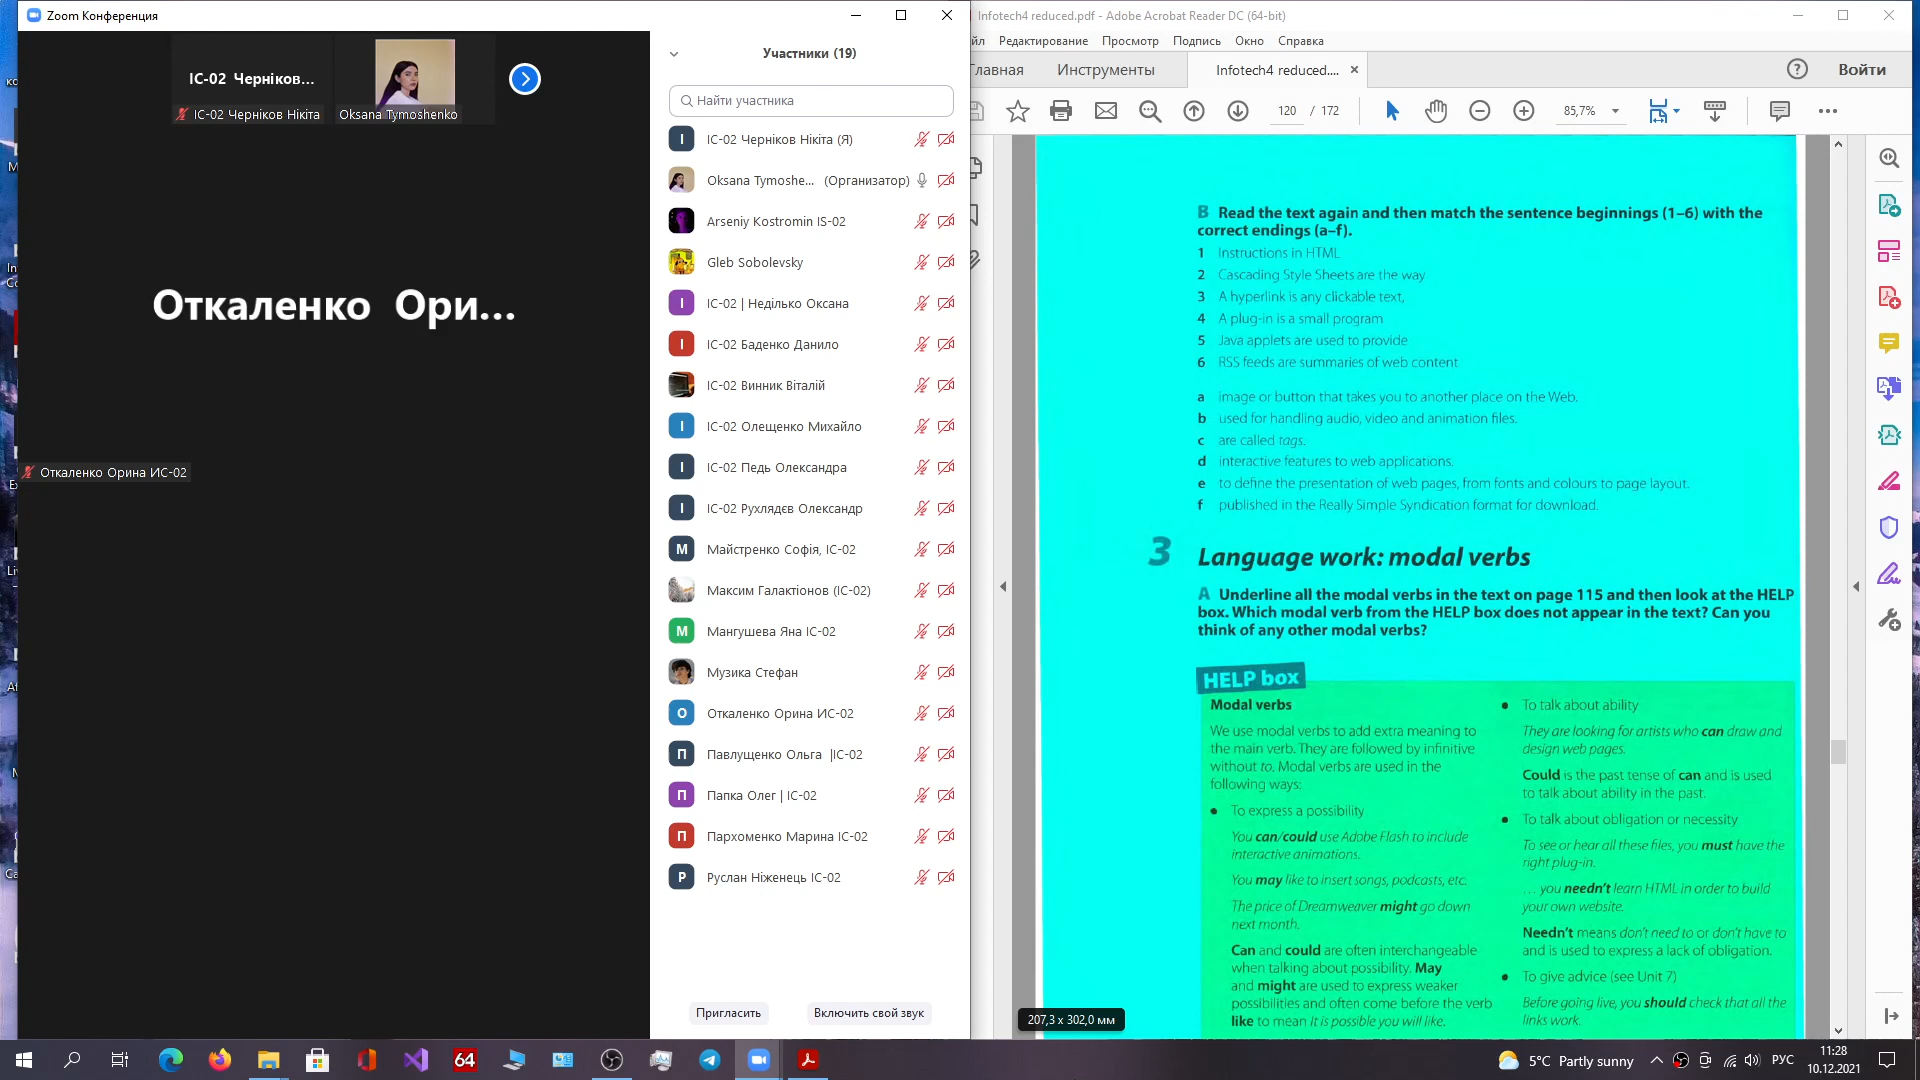 Zoom Конференция
ІС-02 Черніков...
ІС-02 Черніков Нікіта
Oksana Tymoshenko
Откаленко Ори...
Откаленко Орина ИС-02
Участники (19)
Найти участника
І ІС-02 Черніков Нікіта (Я)
Oksana Tymoshe... (Организатор)
Arseniy Kostromin IS-02
Gleb Sobolevsky
І ІС-02 | Неділько Оксана
І ІС-02 Баденко Данило
ІС-02 Винник Віталій
І ІС-02 Олещенко Михайло
І ІС-02 Педь Олександра
І ІС-02 Рухлядєв Олександр
М Майстренко Софія, ІС-02
Максим Галактіонов (ІС-02)
М Мангушева Яна ІС-02
Музика Стефан
О Откаленко Орина ИС-02
П Павлущенко Ольга |ІС-02
П Папка Олег | ІС-02
П Пархоменко Марина ІС-02
Р Руслан Ніженець ІС-02
Пригласить
Включить свой звук
Infotech4 reduced.pdf - Adobe Acrobat Reader DC (64-bit)
Редактирование Просмотр Подпись Окно Справка
Главная Инструменты Infotech4 reduced.... Войти
120 / 172 85,7%
B Read the text again and then match the sentence beginnings (1–6) with the
correct endings (a–f).
1 Instructions in HTML
2 Cascading Style Sheets are the way
3 A hyperlink is any clickable text,
4 A plug-in is a small program
5 Java applets are used to provide
6 RSS feeds are summaries of web content
a image or button that takes you to another place on the Web.
b used for handling audio, video and animation files.
c are called tags.
d interactive features to web applications.
e to define the presentation of web pages, from fonts and colours to page layout.
f published in the Really Simple Syndication format for download.
3 Language work: modal verbs
A Underline all the modal verbs in the text on page 115 and then look at the HELP
box. Which modal verb from the HELP box does not appear in the text? Can you
think of any other modal verbs?
HELP box
Modal verbs
We use modal verbs to add extra meaning to
the main verb. They are followed by infinitive
without to. Modal verbs are used in the
following ways:
• To express a possibility
You can/could use Adobe Flash to include
interactive animations.
You may like to insert songs, podcasts, etc.
The price of Dreamweaver might go down
next month.
Can and could are often interchangeable
when talking about possibility. May
and might are used to express weaker
possibilities and often come before the verb
like to mean It is possible you will like.
• To talk about ability
They are looking for artists who can draw and
design web pages.
Could is the past tense of can and is used
to talk about ability in the past.
• To talk about obligation or necessity
To see or hear all these files, you must have the
right plug-in.
... you needn't learn HTML in order to build
your own website.
Needn't means don't need to or don't have to
and is used to express a lack of obligation.
• To give advice (see Unit 7)
Before going live, you should check that all the
links work.
207,3 x 302,0 мм
64
5°C Partly sunny
РУС
11:28
10.12.2021